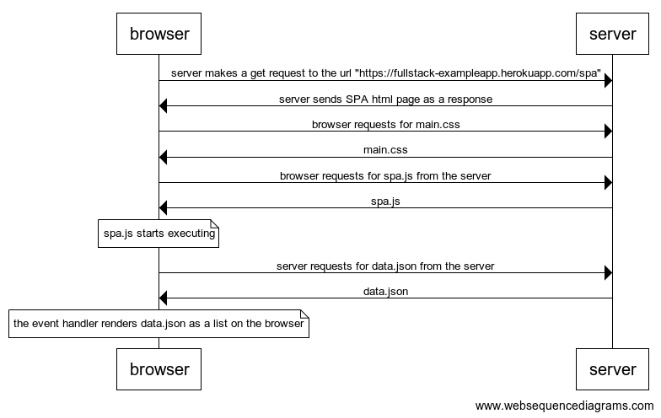 browser
server
server makes a get request to the url "https://fullstack-exampleapp.herokuapp.com/spa"
server sends SPA html page as a response
browser requests for main.css
main.css
browser requests for spa.js from the server
spa.js
spa.js starts executing
server requests for data.json from the server
data.json
the event handler renders data.json as a list on the browser
browser
server
www.websequencediagrams.com